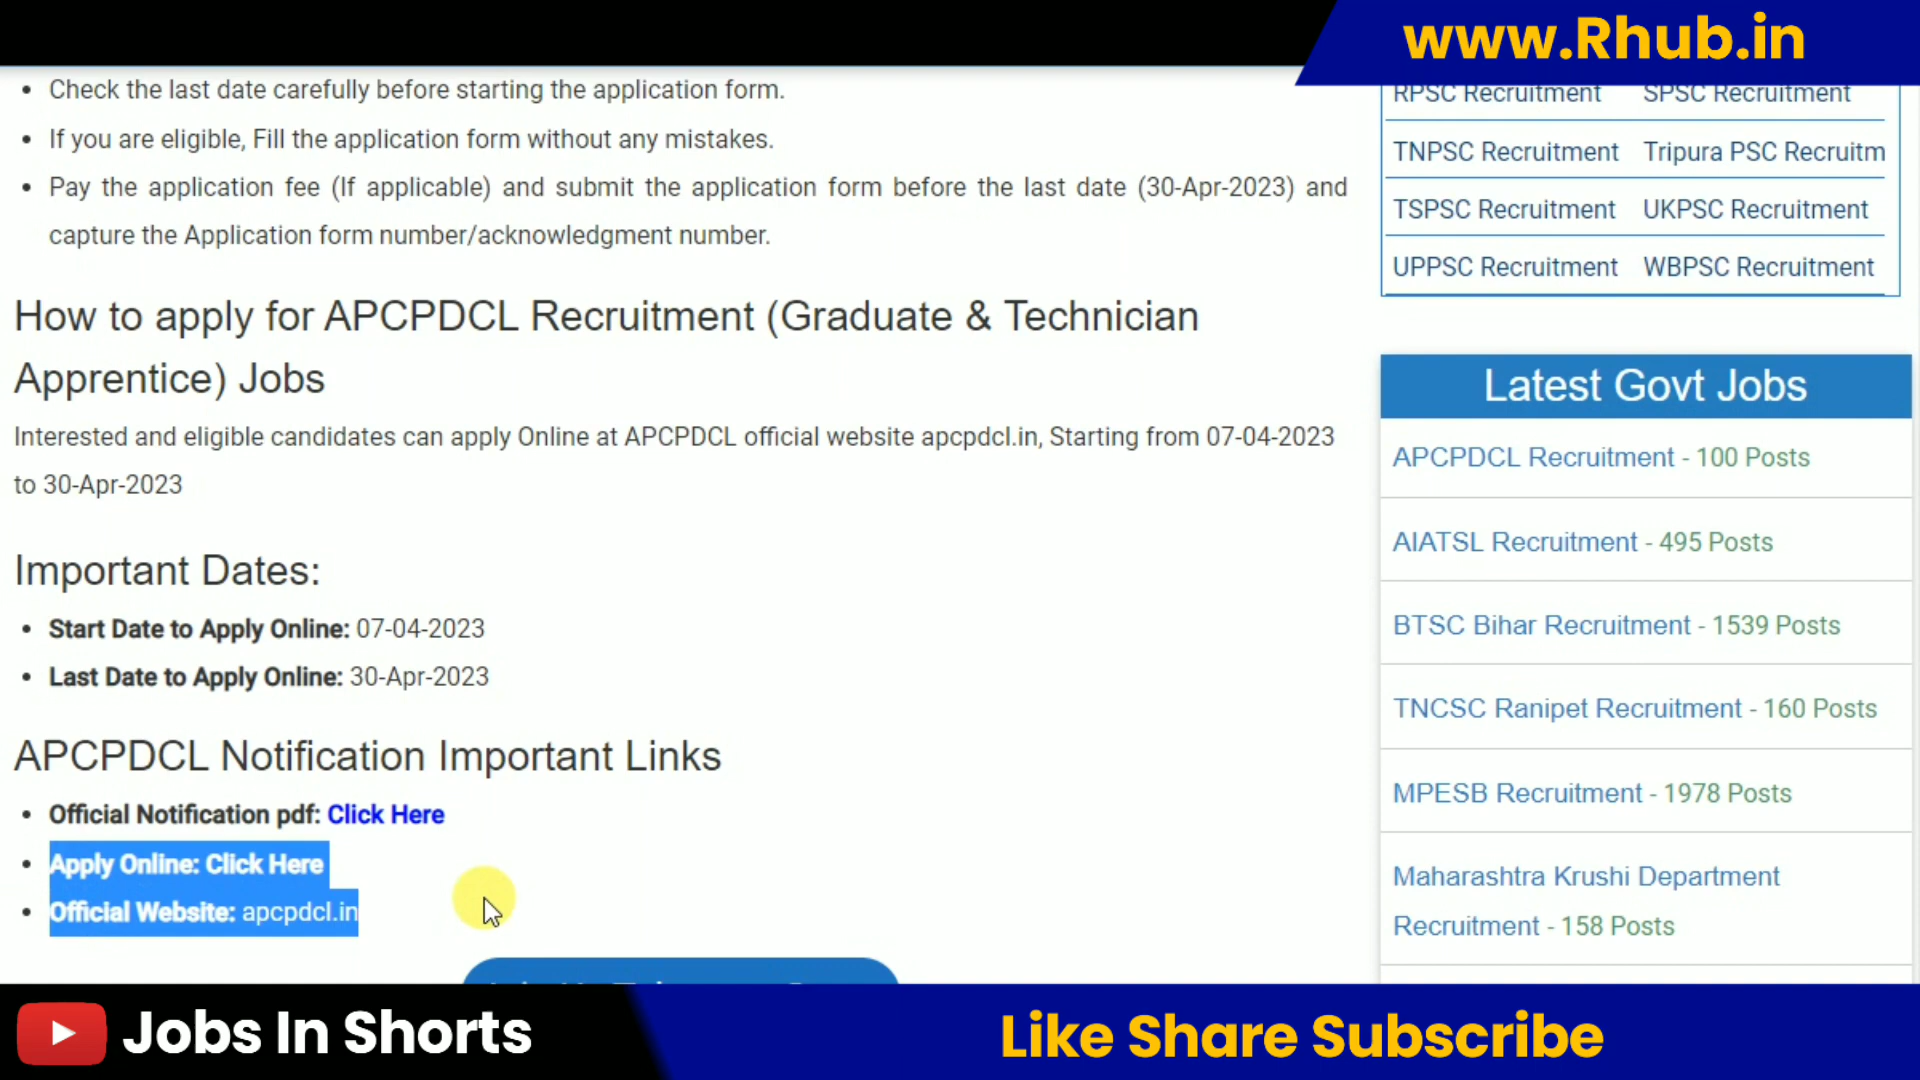 www.Rhub.in
• Check the last date carefully before starting the application form.
• If you are eligible, Fill the application form without any mistakes.
• Pay the application fee (If applicable) and submit the application form before the last date (30-Apr-2023) and
capture the Application form number/acknowledgment number.
How to apply for APCPDCL Recruitment (Graduate & Technician
Apprentice) Jobs
Interested and eligible candidates can apply Online at APCPDCL official website apcpdcl.in, Starting from 07-04-2023
to 30-Apr-2023
Important Dates:
• Start Date to Apply Online: 07-04-2023
• Last Date to Apply Online: 30-Apr-2023
APCPDCL Notification Important Links
• Official Notification pdf: Click Here
• Apply Online: Click Here
• Official Website: apcpdcl.in
RPSC Recruitment SPSC Recruitment
TNPSC Recruitment Tripura PSC Recruitm
TSPSC Recruitment UKPSC Recruitment
UPPSC Recruitment WBPSC Recruitment
Latest Govt Jobs
APCPDCL Recruitment - 100 Posts
AIATSL Recruitment - 495 Posts
BTSC Bihar Recruitment - 1539 Posts
TNCSC Ranipet Recruitment - 160 Posts
MPESB Recruitment - 1978 Posts
Maharashtra Krushi Department
Recruitment - 158 Posts
Jobs In Shorts
Like Share Subscribe